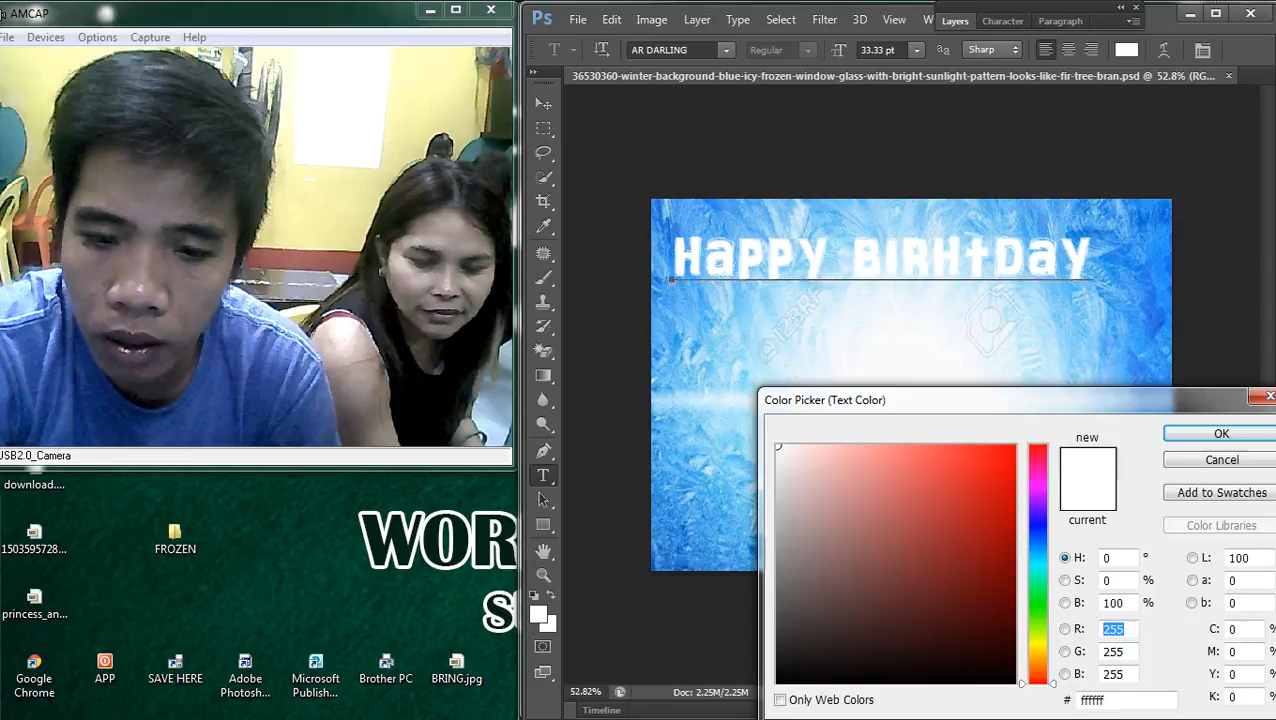 AMCAP
File Devices Options Capture Help
USB2.0_Camera
download....
1503595728...
FROZEN
princess_an...
Google Chrome
APP
SAVE HERE
Adobe Photosh...
Microsoft Publish...
Brother PC
BRING.jpg
WOR
Ps File Edit Image Layer Type Select Filter 3D View W
Layers Character Paragraph
T AR DARLING Regular 33.33 pt aa Sharp
36530360-winter-background-blue-icy-frozen-window-glass-with-bright-sunlight-pattern-looks-like-fir-tree-bran.psd @ 52.8% (RG...
HaPPY BIRHtDaY
123R
Color Picker (Text Color)
new
current
OK
Cancel
Add to Swatches
Color Libraries
H: 0 ° L: 100
S: 0 % a: 0
B: 100 % b: 0
R: 255 C: 0 %
G: 255 M: 0 %
B: 255 Y: 0 %
# ffffff K: 0 %
Only Web Colors
52.82% Doc: 2.25M/2.25M
Timeline